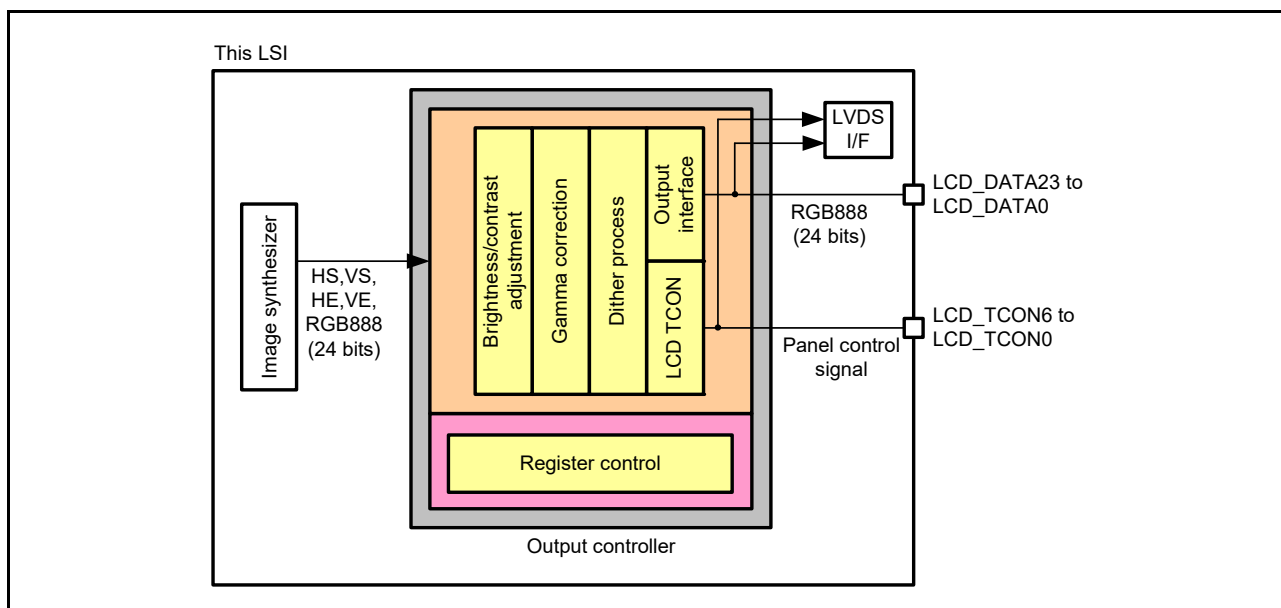 This LSI
Image synthesizer
HS,VS,
HE,VE,
RGB888
(24 bits)
Brightness/contrast
adjustment
Gamma correction
Dither process
Output
interface
LCD TCON
Register control
Output controller
LVDS
I/F
RGB888
(24 bits)
LCD_DATA23 to
LCD_DATA0
Panel control
signal
LCD_TCON6 to
LCD_TCON0